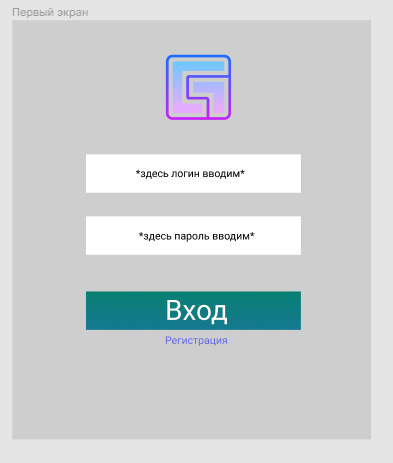 Первый экран
*здесь логин вводим*
*здесь пароль вводим*
Вход
Регистрация